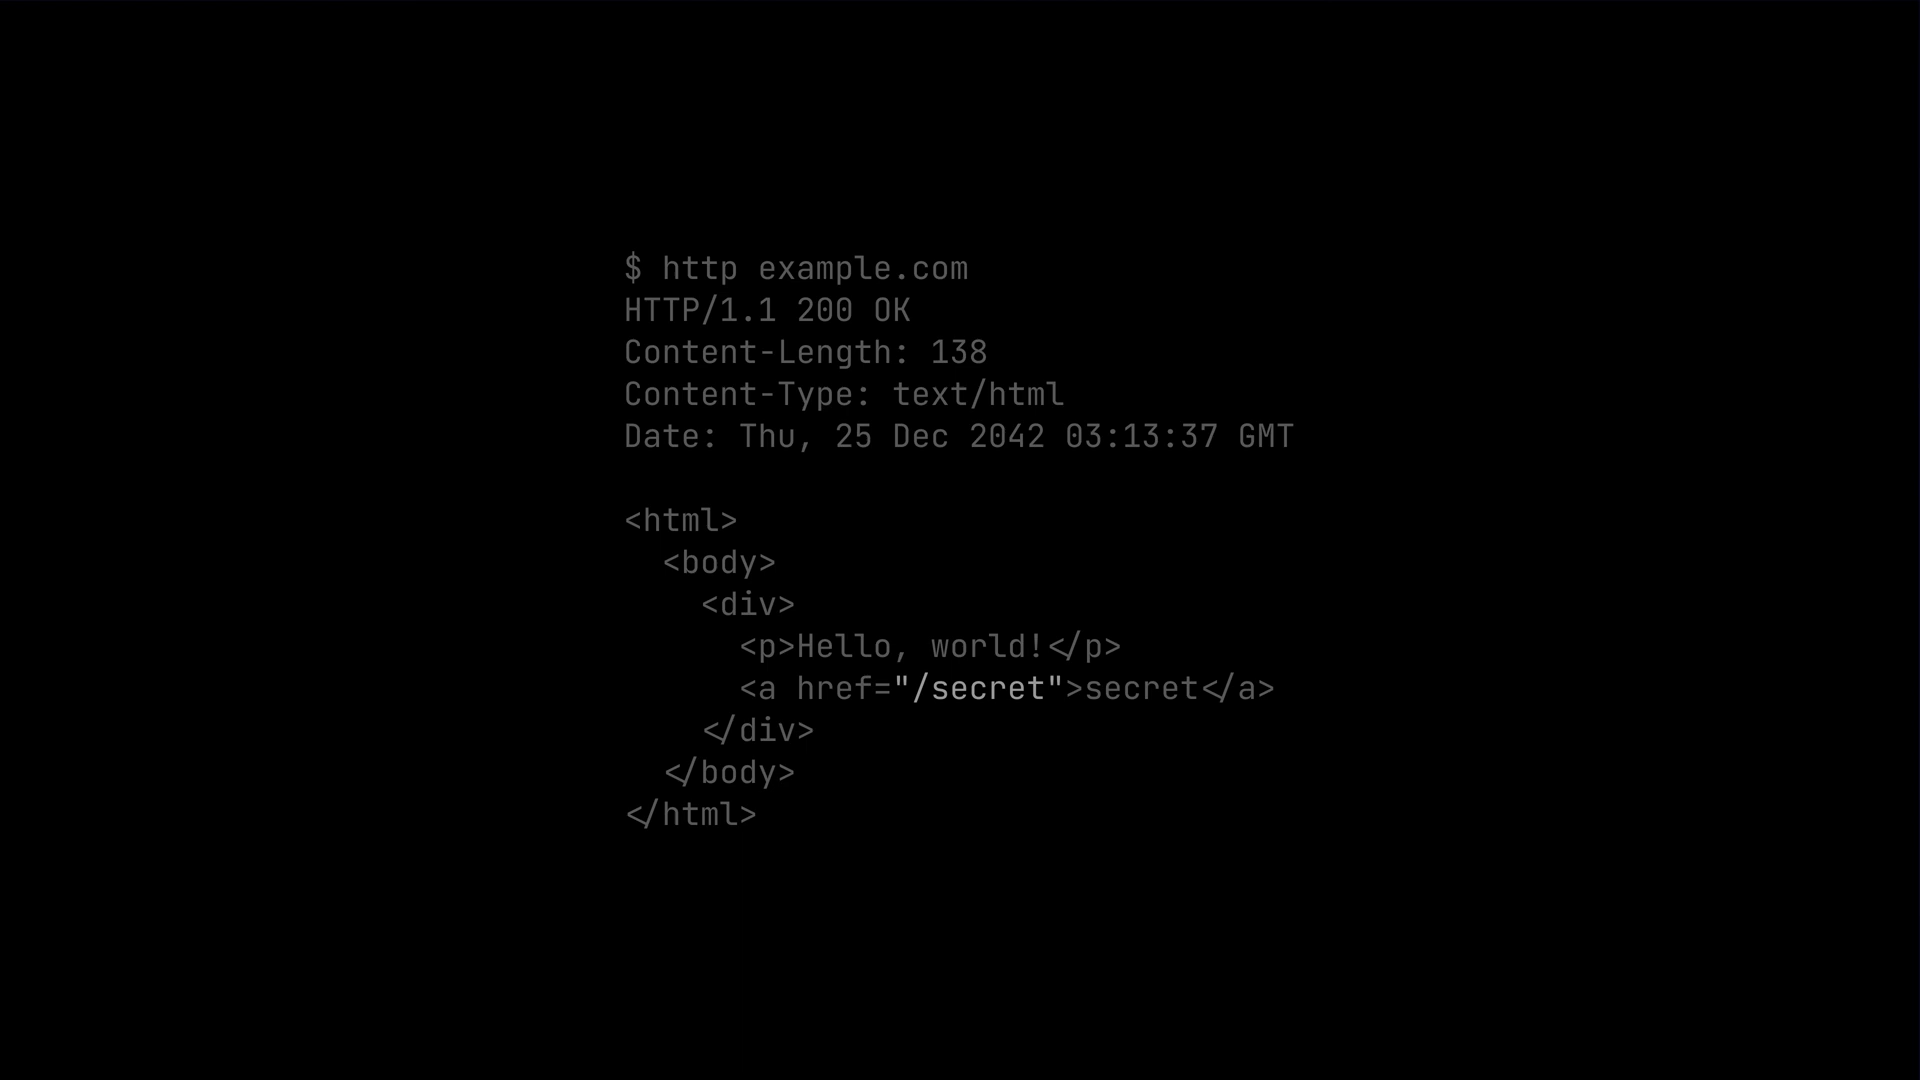 $ http example.com
HTTP/1.1 200 OK
Content-Length: 138
Content-Type: text/html
Date: Thu, 25 Dec 2042 03:13:37 GMT

<html>
  <body>
    <div>
      <p>Hello, world!</p>
      <a href="/secret">secret</a>
    </div>
  </body>
</html>